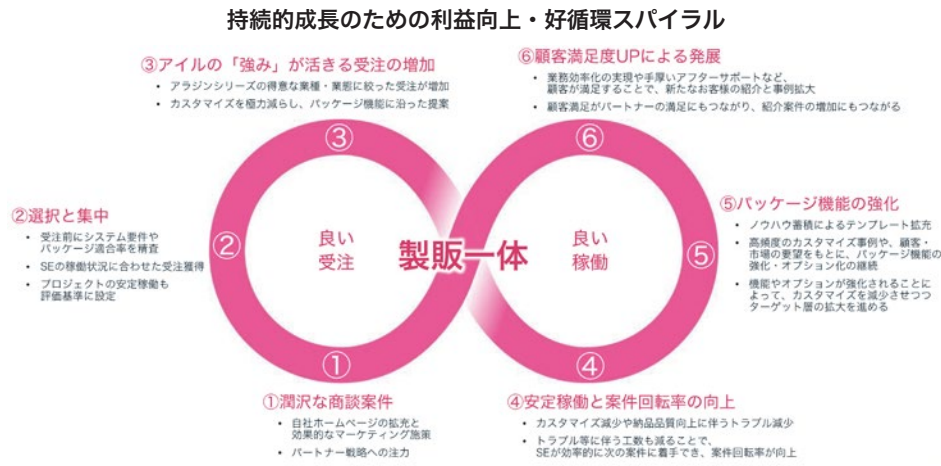 持続的成長のための利益向上・好循環スパイラル
③アイルの「強み」が活きる受注の増加
• アラジンシリーズの得意な業種・業態に絞った受注が増加
• カスタマイズを極力減らし、パッケージ機能に沿った提案
⑥顧客満足度UPによる発展
• 業務効率化の実現や手厚いアフターサポートなど、
顧客が満足することで、新たなお客様の紹介と事例拡大
• 顧客満足がパートナーの満足にもつながり、紹介案件の増加にもつながる
②選択と集中
• 受注前にシステム要件や
パッケージ適合率を精査
• SEの稼働状況に合わせた受注獲得
• プロジェクトの安定稼働も
評価基準に設定
③
②
①
良い
受注
製販一体
良い
稼働
⑥
⑤
④
⑤パッケージ機能の強化
• ノウハウ蓄積によるテンプレート拡充
• 高頻度のカスタマイズ事例や、顧客・
市場の要望をもとに、パッケージ機能の
強化・オプション化の継続
• 機能やオプションが強化されることに
よって、カスタマイズを減少させつつ
ターゲット層の拡大を進める
①潤沢な商談案件
• 自社ホームページの拡充と
効果的なマーケティング施策
• パートナー戦略への注力
④安定稼働と案件回転率の向上
• カスタマイズ減少や納品品質向上に伴うトラブル減少
• トラブル等に伴う工数も減ることで、
SEが効率的に次の案件に着手でき、案件回転率が向上